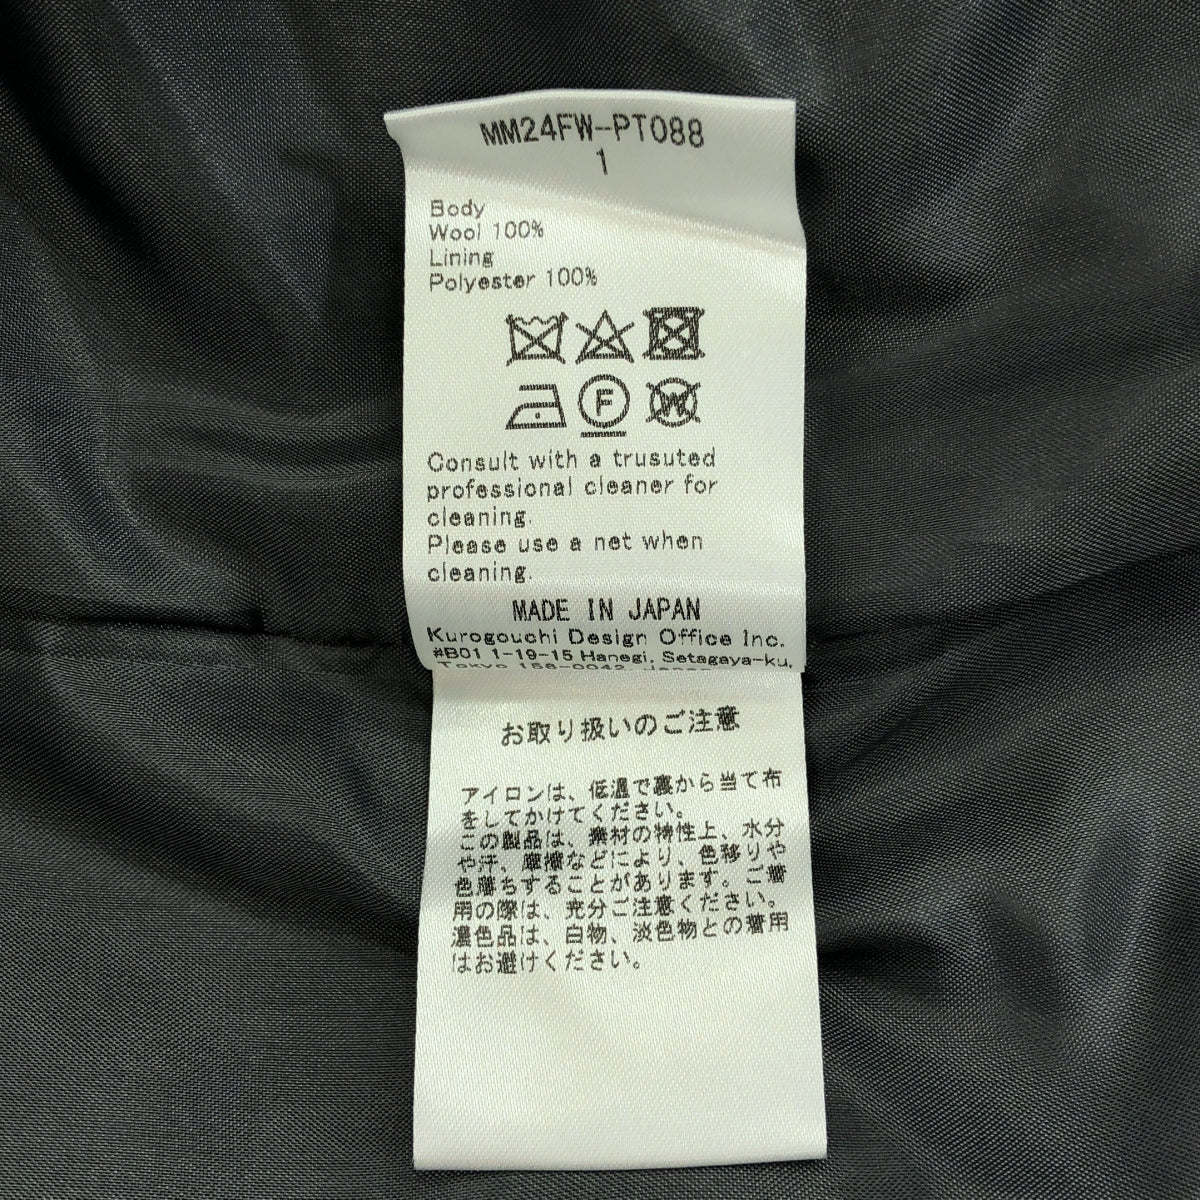 MM24FW-PT088
1
Body
Wool 100%
Lining
Polyester 100%
F
W
Consult with a trusuted
professional cleaner for
cleaning.
Please use a net when
cleaning.
MADE IN JAPAN
Kurogouchi Design Office Inc.
#B01 1-19-15 Hanegi, Setagaya-ku,
Tokyo 156-0042, Japan
お取り扱いのご注意
アイロンは、低温で裏から当て布
をしてかけてください。
この製品は、素材の特性上、水分
や汗、摩擦などにより、色移りや
色落ちすることがあります。ご着
用の際は、充分ご注意ください。
濃色品は、白物、淡色物との着用
はお避けください。